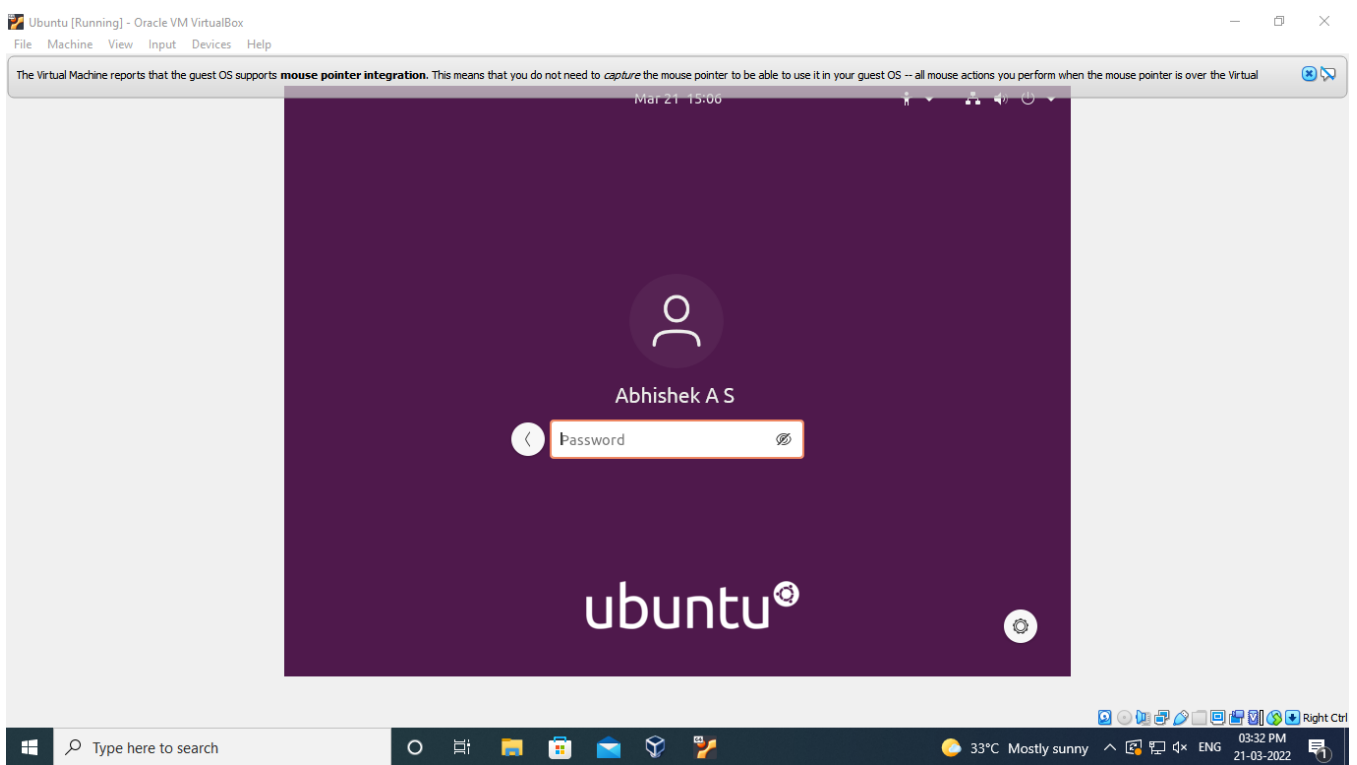 Ubuntu [Running] - Oracle VM VirtualBox
File Machine View Input Devices Help
The Virtual Machine reports that the guest OS supports mouse pointer integration. This means that you do not need to capture the mouse pointer to be able to use it in your guest OS -- all mouse actions you perform when the mouse pointer is over the Virtual
Mar 21 15:06
Abhishek A S
Password
ubuntu
Right Ctrl
Type here to search
33°C Mostly sunny
ENG
03:32 PM
21-03-2022
1